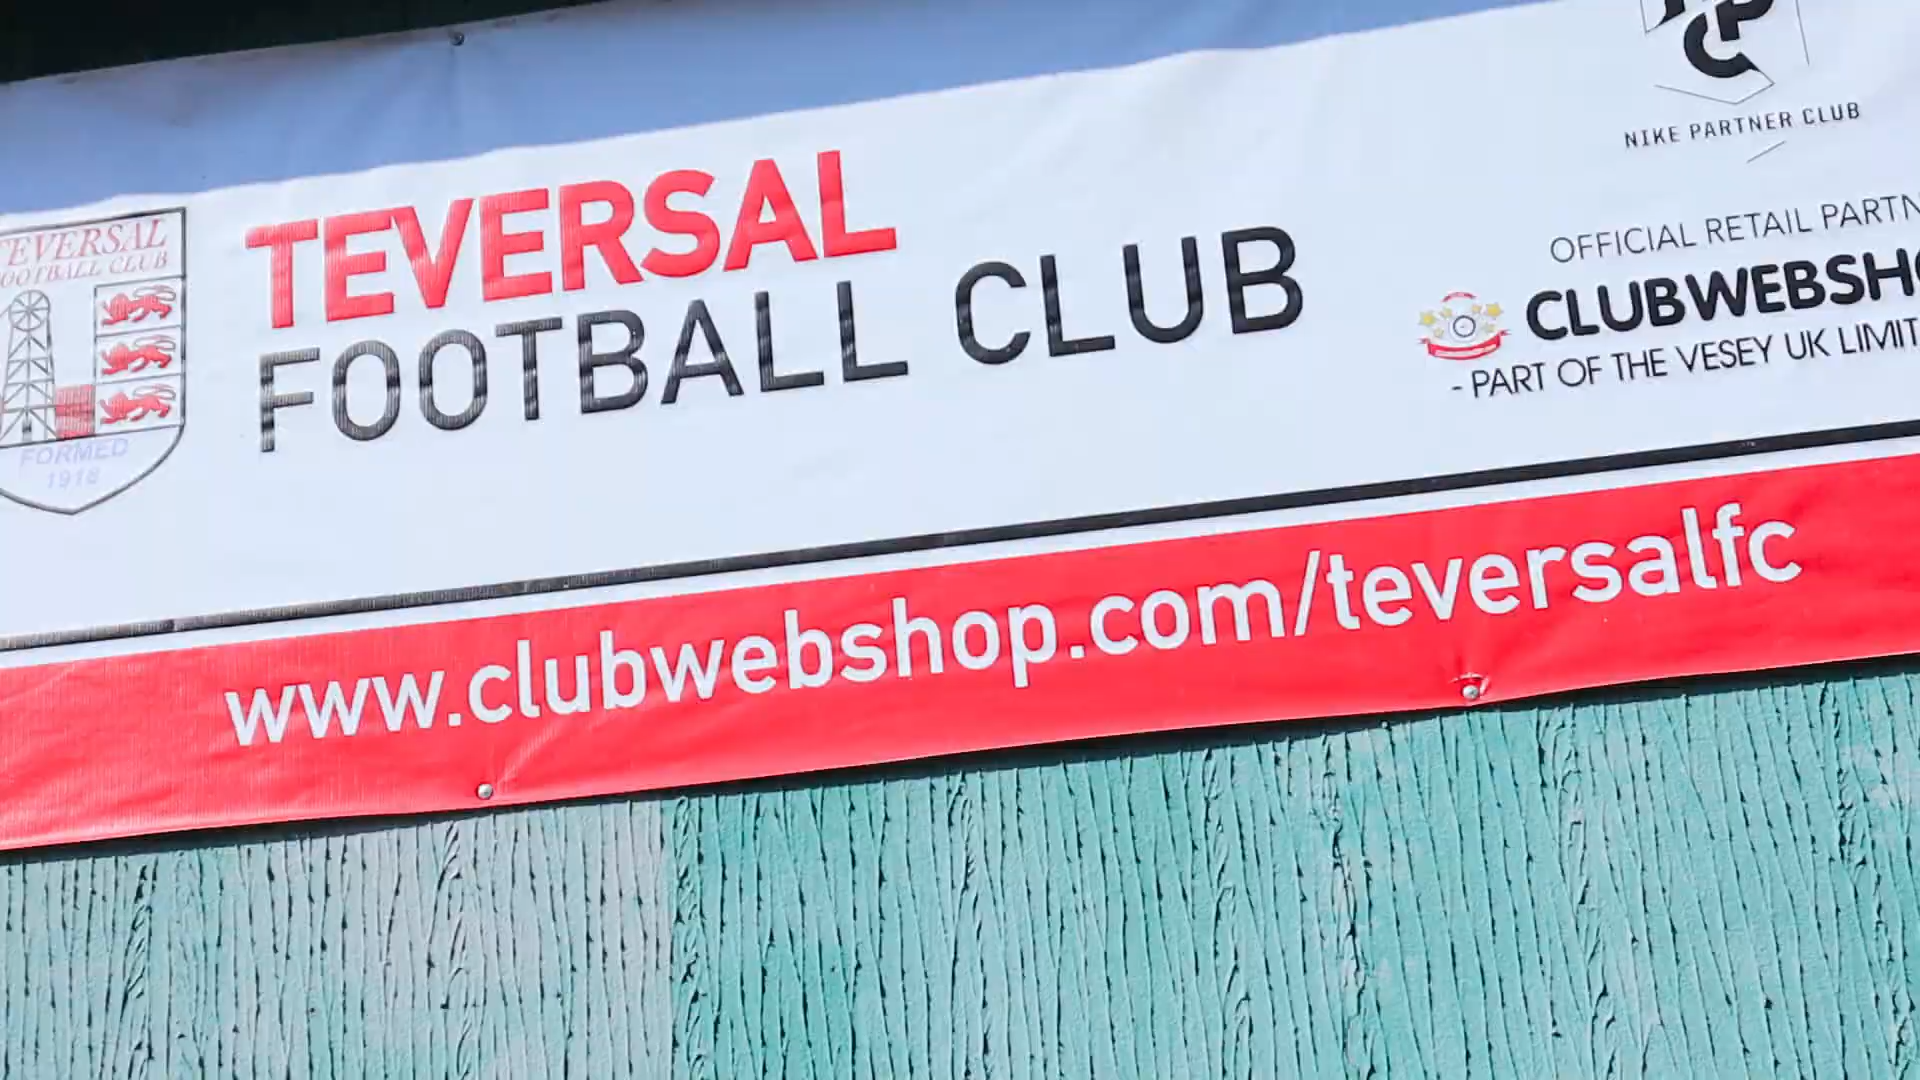 TEVERSAL
FOOTBALL CLUB
FORMED
1918
TEVERSAL
FOOTBALL CLUB
NIKE PARTNER CLUB
OFFICIAL RETAIL PARTN
CLUBWEBSHO
- PART OF THE VESEY UK LIMIT
www.clubwebshop.com/teversalfc